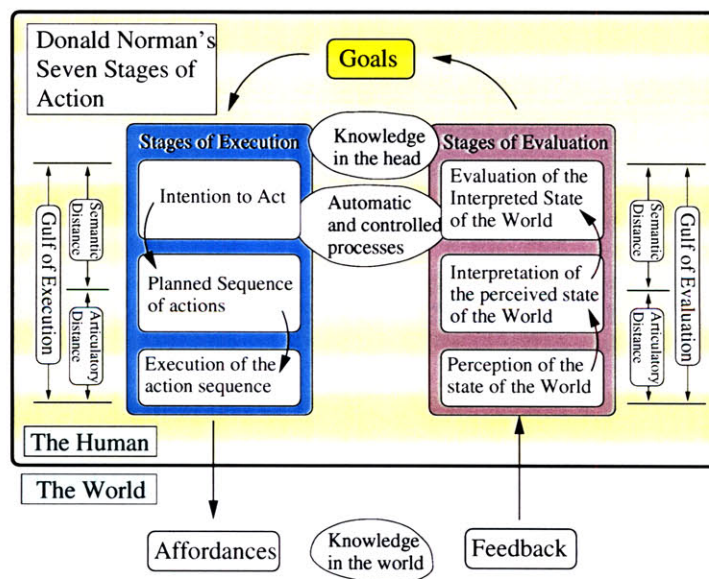 Donald Norman's
Seven Stages of
Action
Goals
Stages of Execution
Knowledge
in the head
Stages of Evaluation
Intention to Act
Automatic
and controlled
processes
Evaluation of the
Interpreted State
of the World
Gulf of Execution
Semantic
Distance
Articulatory
Distance
Planned Sequence
of actions
Interpretation of
the perceived state
of the World
Semantic
Distance
Articulatory
Distance
Gulf of Evaluation
Execution of the
action sequence
Perception of the
state of the World
The Human
The World
Affordances
Knowledge
in the world
Feedback